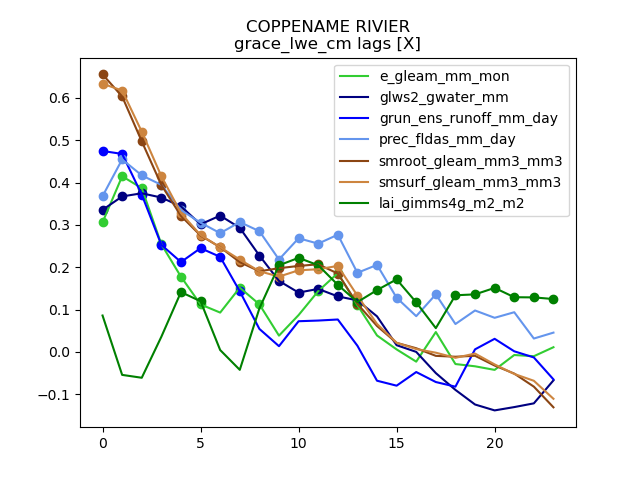 COPPENAME RIVIER
grace_lwe_cm lags [X]
e_gleam_mm_mon
glws2_gwater_mm
grun_ens_runoff_mm_day
prec_fldas_mm_day
smroot_gleam_mm3_mm3
smsurf_gleam_mm3_mm3
lai_gimms4g_m2_m2
0.6
0.5
0.4
0.3
0.2
0.1
0.0
−0.1
0 5 10 15 20